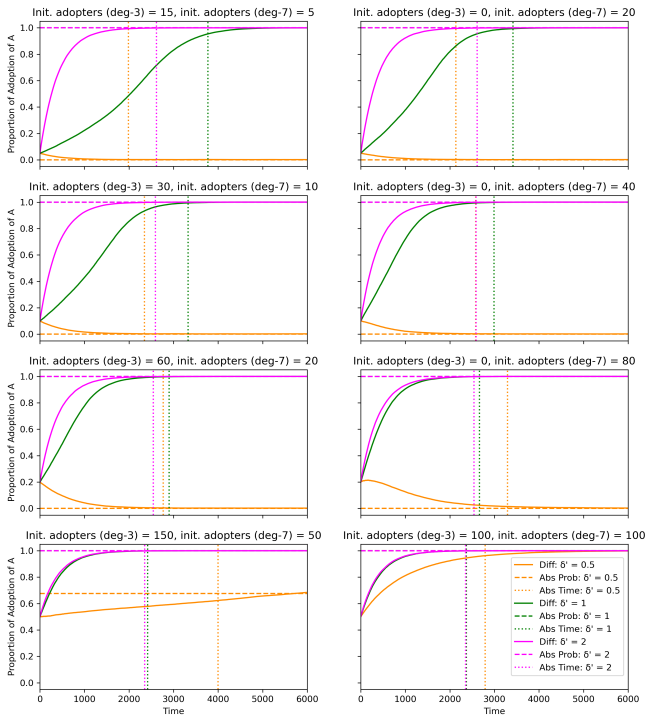 Init. adopters (deg-3) = 15, init. adopters (deg-7) = 5
Init. adopters (deg-3) = 0, init. adopters (deg-7) = 20
Proportion of Adoption of A
1.0
0.8
0.6
0.4
0.2
0.0
Init. adopters (deg-3) = 30, init. adopters (deg-7) = 10
Init. adopters (deg-3) = 0, init. adopters (deg-7) = 40
Proportion of Adoption of A
1.0
0.8
0.6
0.4
0.2
0.0
Init. adopters (deg-3) = 60, init. adopters (deg-7) = 20
Init. adopters (deg-3) = 0, init. adopters (deg-7) = 80
Proportion of Adoption of A
1.0
0.8
0.6
0.4
0.2
0.0
Init. adopters (deg-3) = 150, init. adopters (deg-7) = 50
Init. adopters (deg-3) = 100, init. adopters (deg-7) = 100
Proportion of Adoption of A
1.0
0.8
0.6
0.4
0.2
0.0
0 1000 2000 3000 4000 5000 6000
Time
Diff: δ' = 0.5
Abs Prob: δ' = 0.5
Abs Time: δ' = 0.5
Diff: δ' = 1
Abs Prob: δ' = 1
Abs Time: δ' = 1
Diff: δ' = 2
Abs Prob: δ' = 2
Abs Time: δ' = 2
0 1000 2000 3000 4000 5000 6000
Time